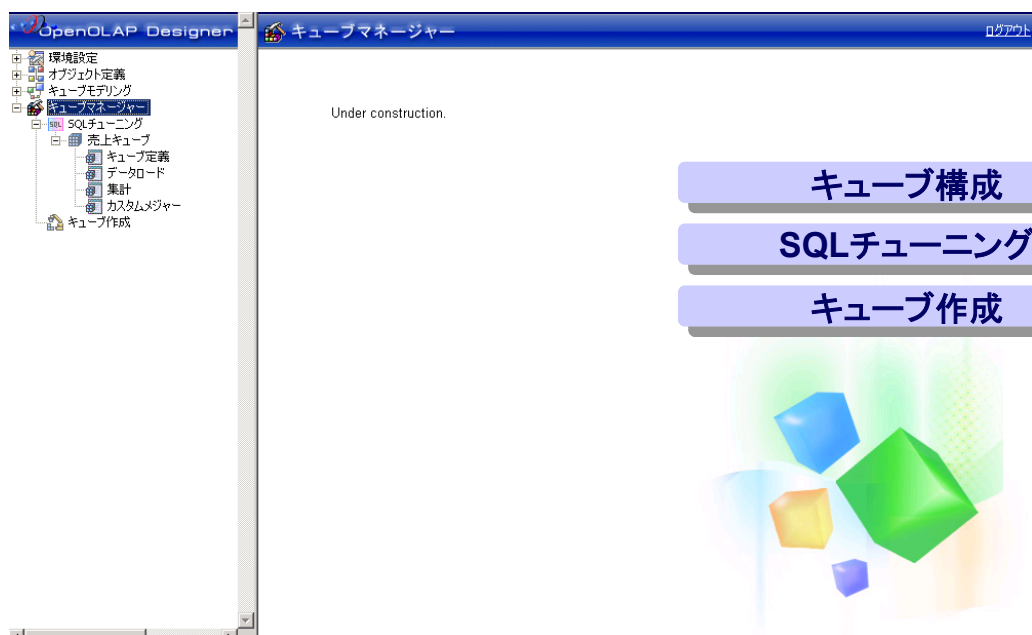 OpenOLAP Designer
環境設定
オブジェクト定義
キューブモデリング
キューブマネージャー
SQL SQLチューニング
売上キューブ
キューブ定義
データロード
集計
カスタムメジャー
キューブ作成
キューブマネージャー
ログアウト
Under construction.
キューブ構成
SQLチューニング
キューブ作成